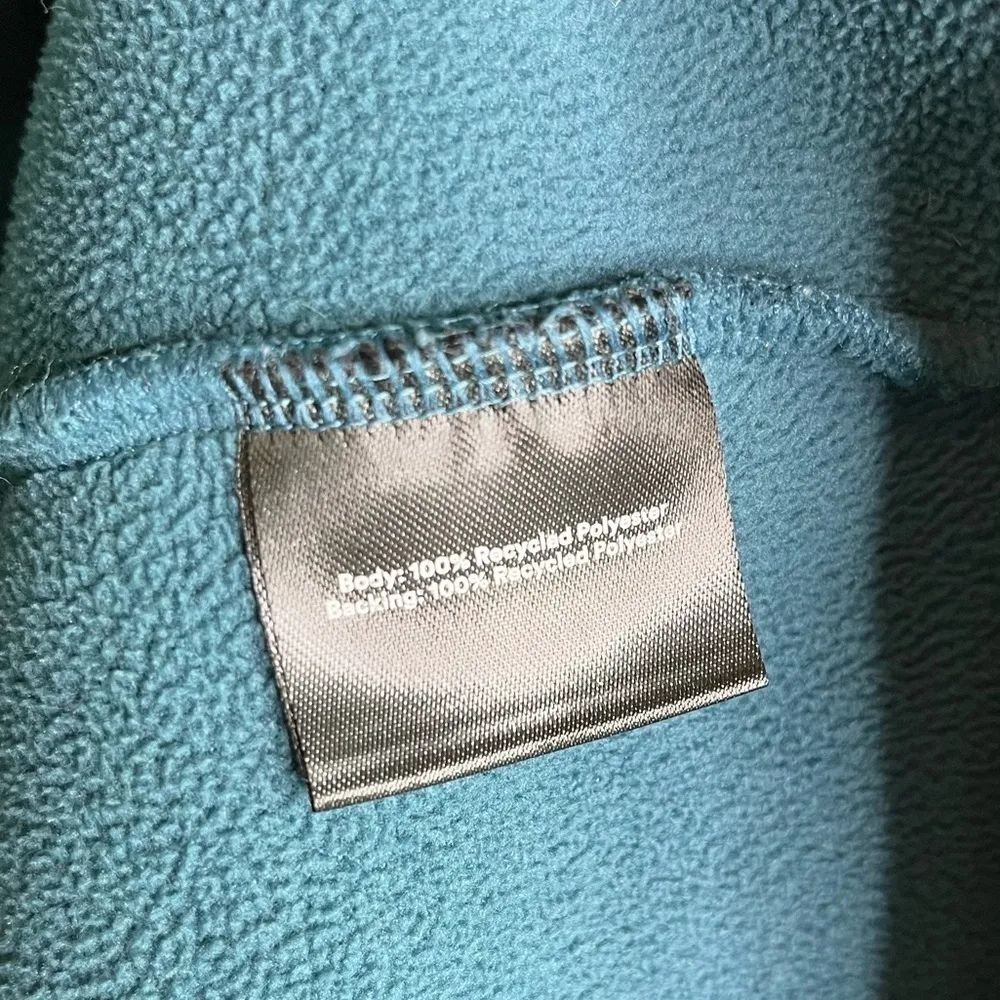 Body: 100% Recycled Polyester
Backing: 100% Recycled Polyester